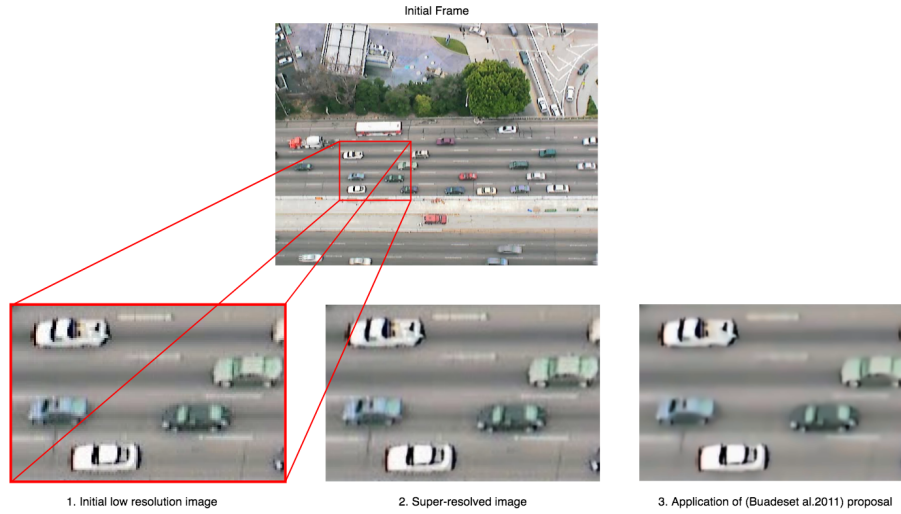 Initial Frame
1. Initial low resolution image
2. Super-resolved image
3. Application of (Buadeset al.2011) proposal